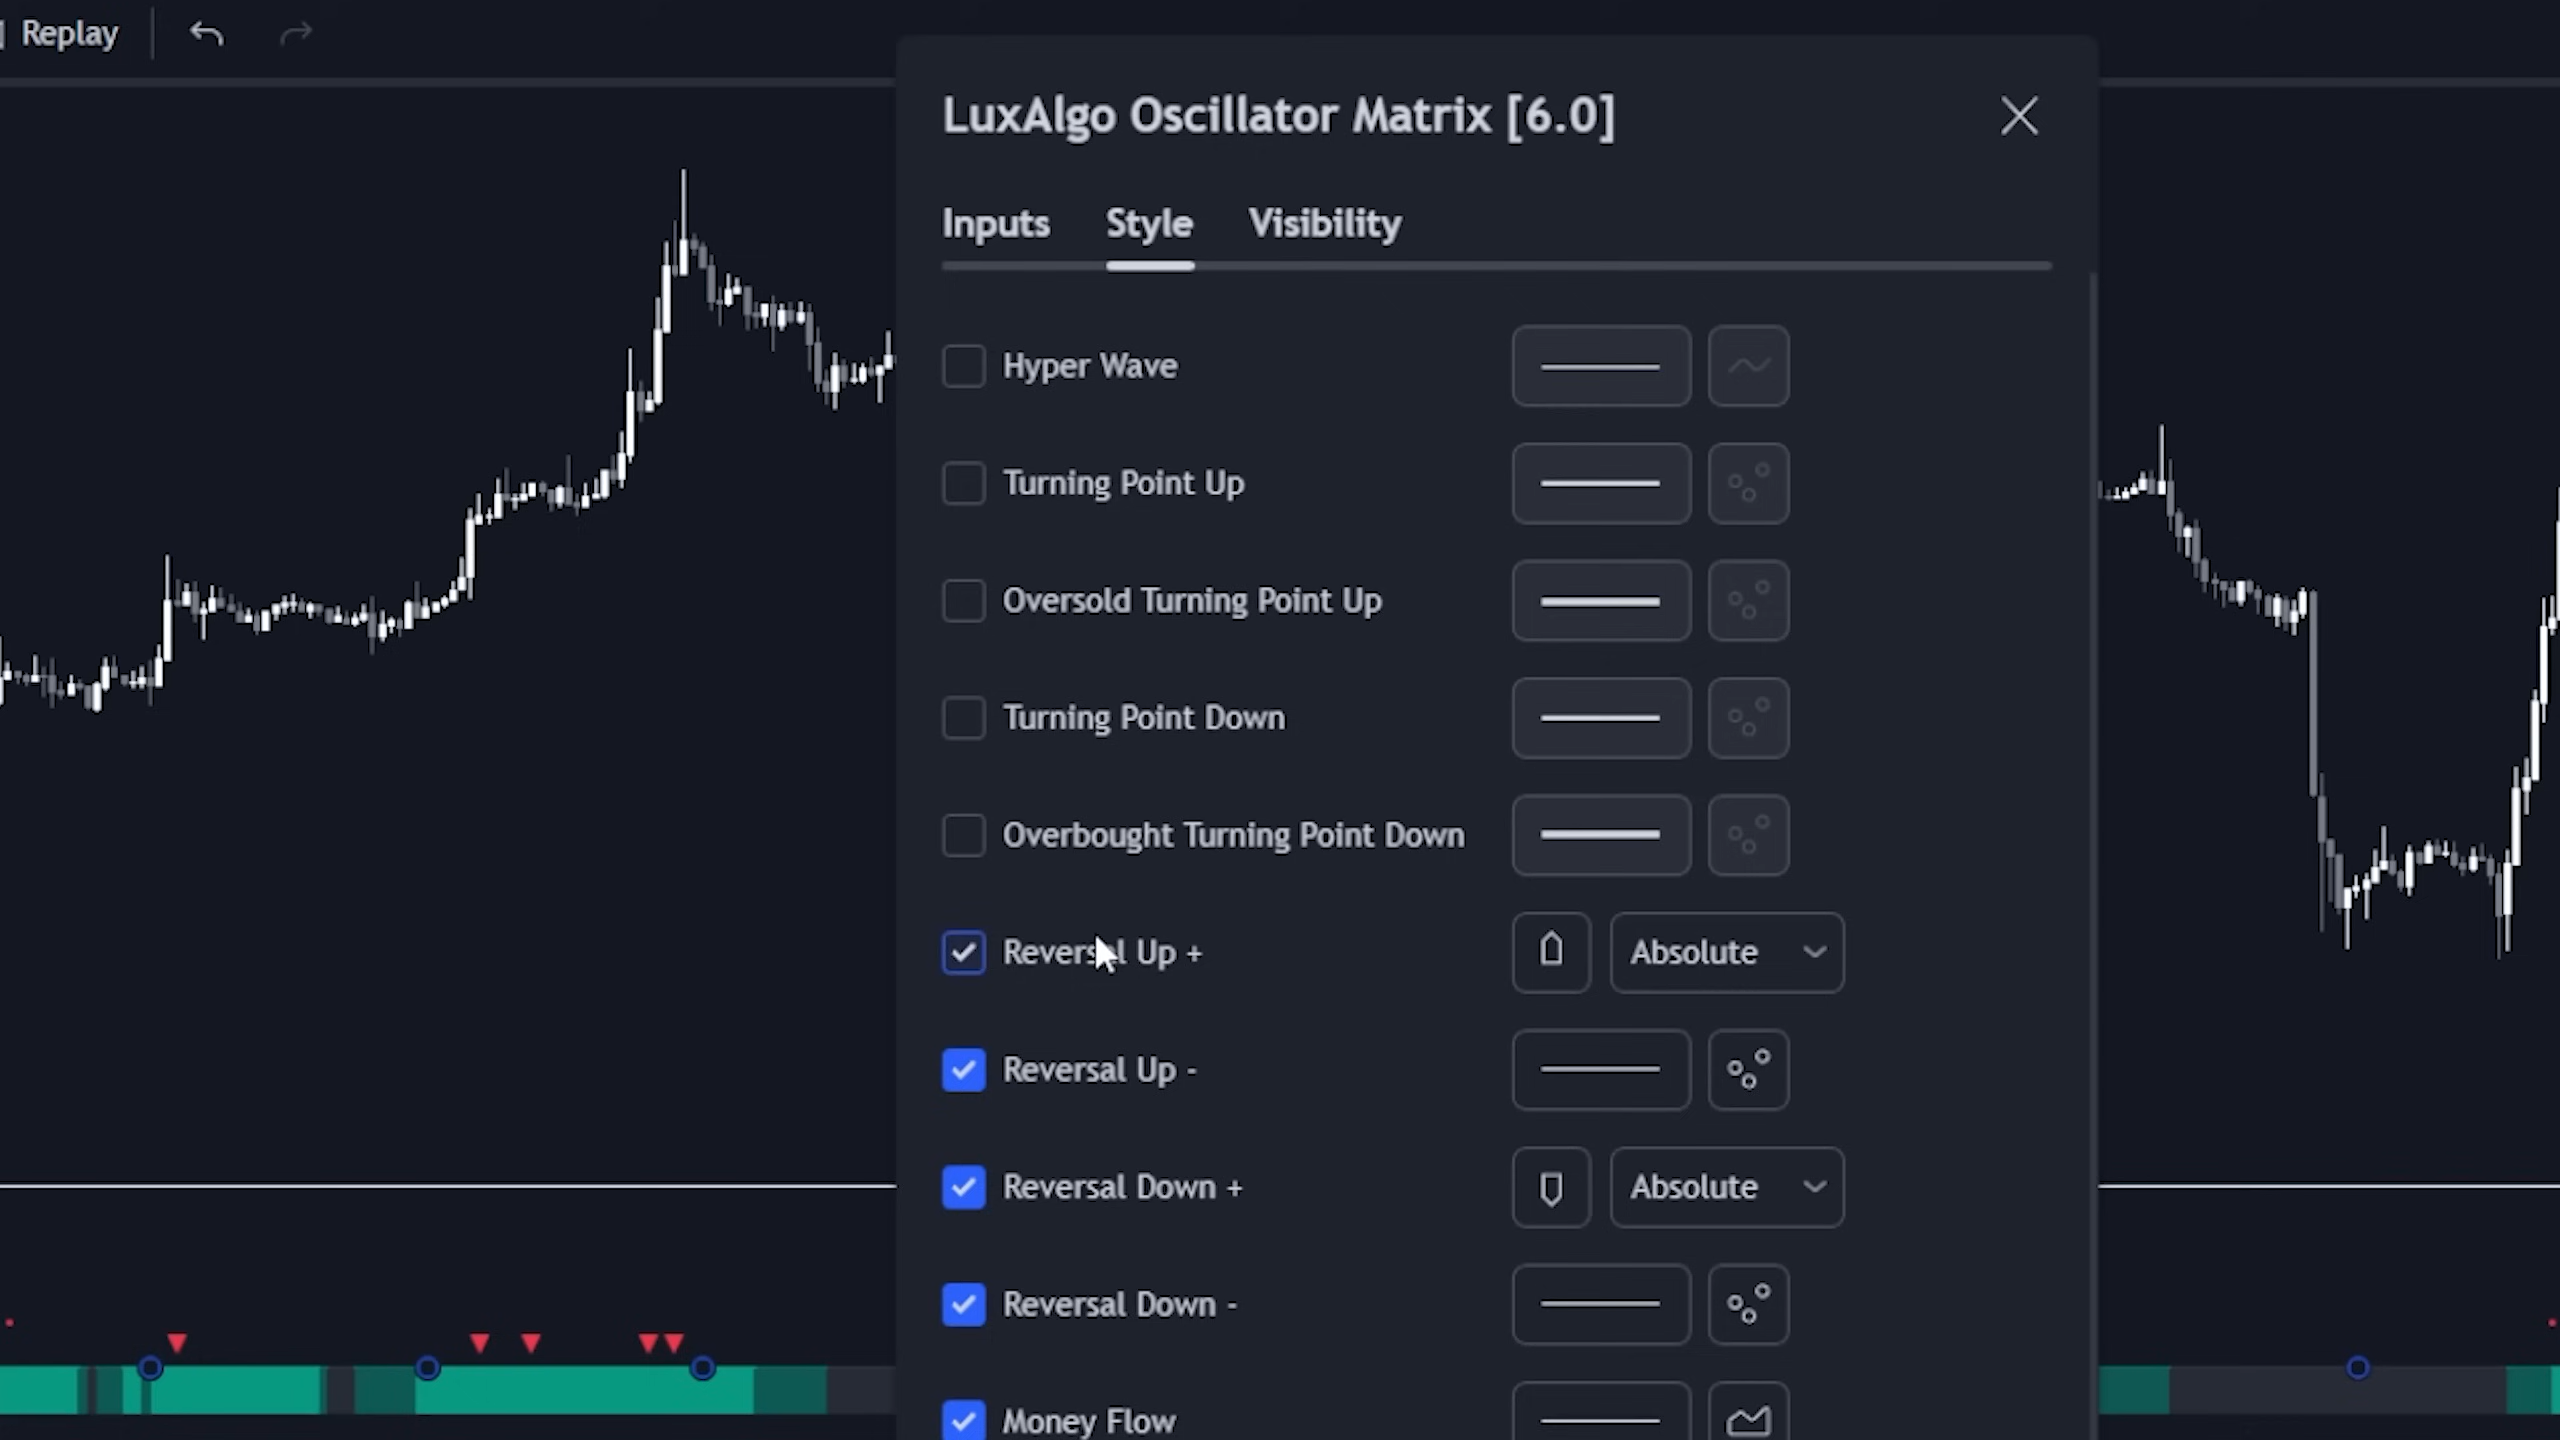 Replay
LuxAlgo Oscillator Matrix [6.0]
Inputs Style Visibility
Hyper Wave
Turning Point Up
Oversold Turning Point Up
Turning Point Down
Overbought Turning Point Down
Reversal Up + Absolute
Reversal Up -
Reversal Down + Absolute
Reversal Down -
Money Flow